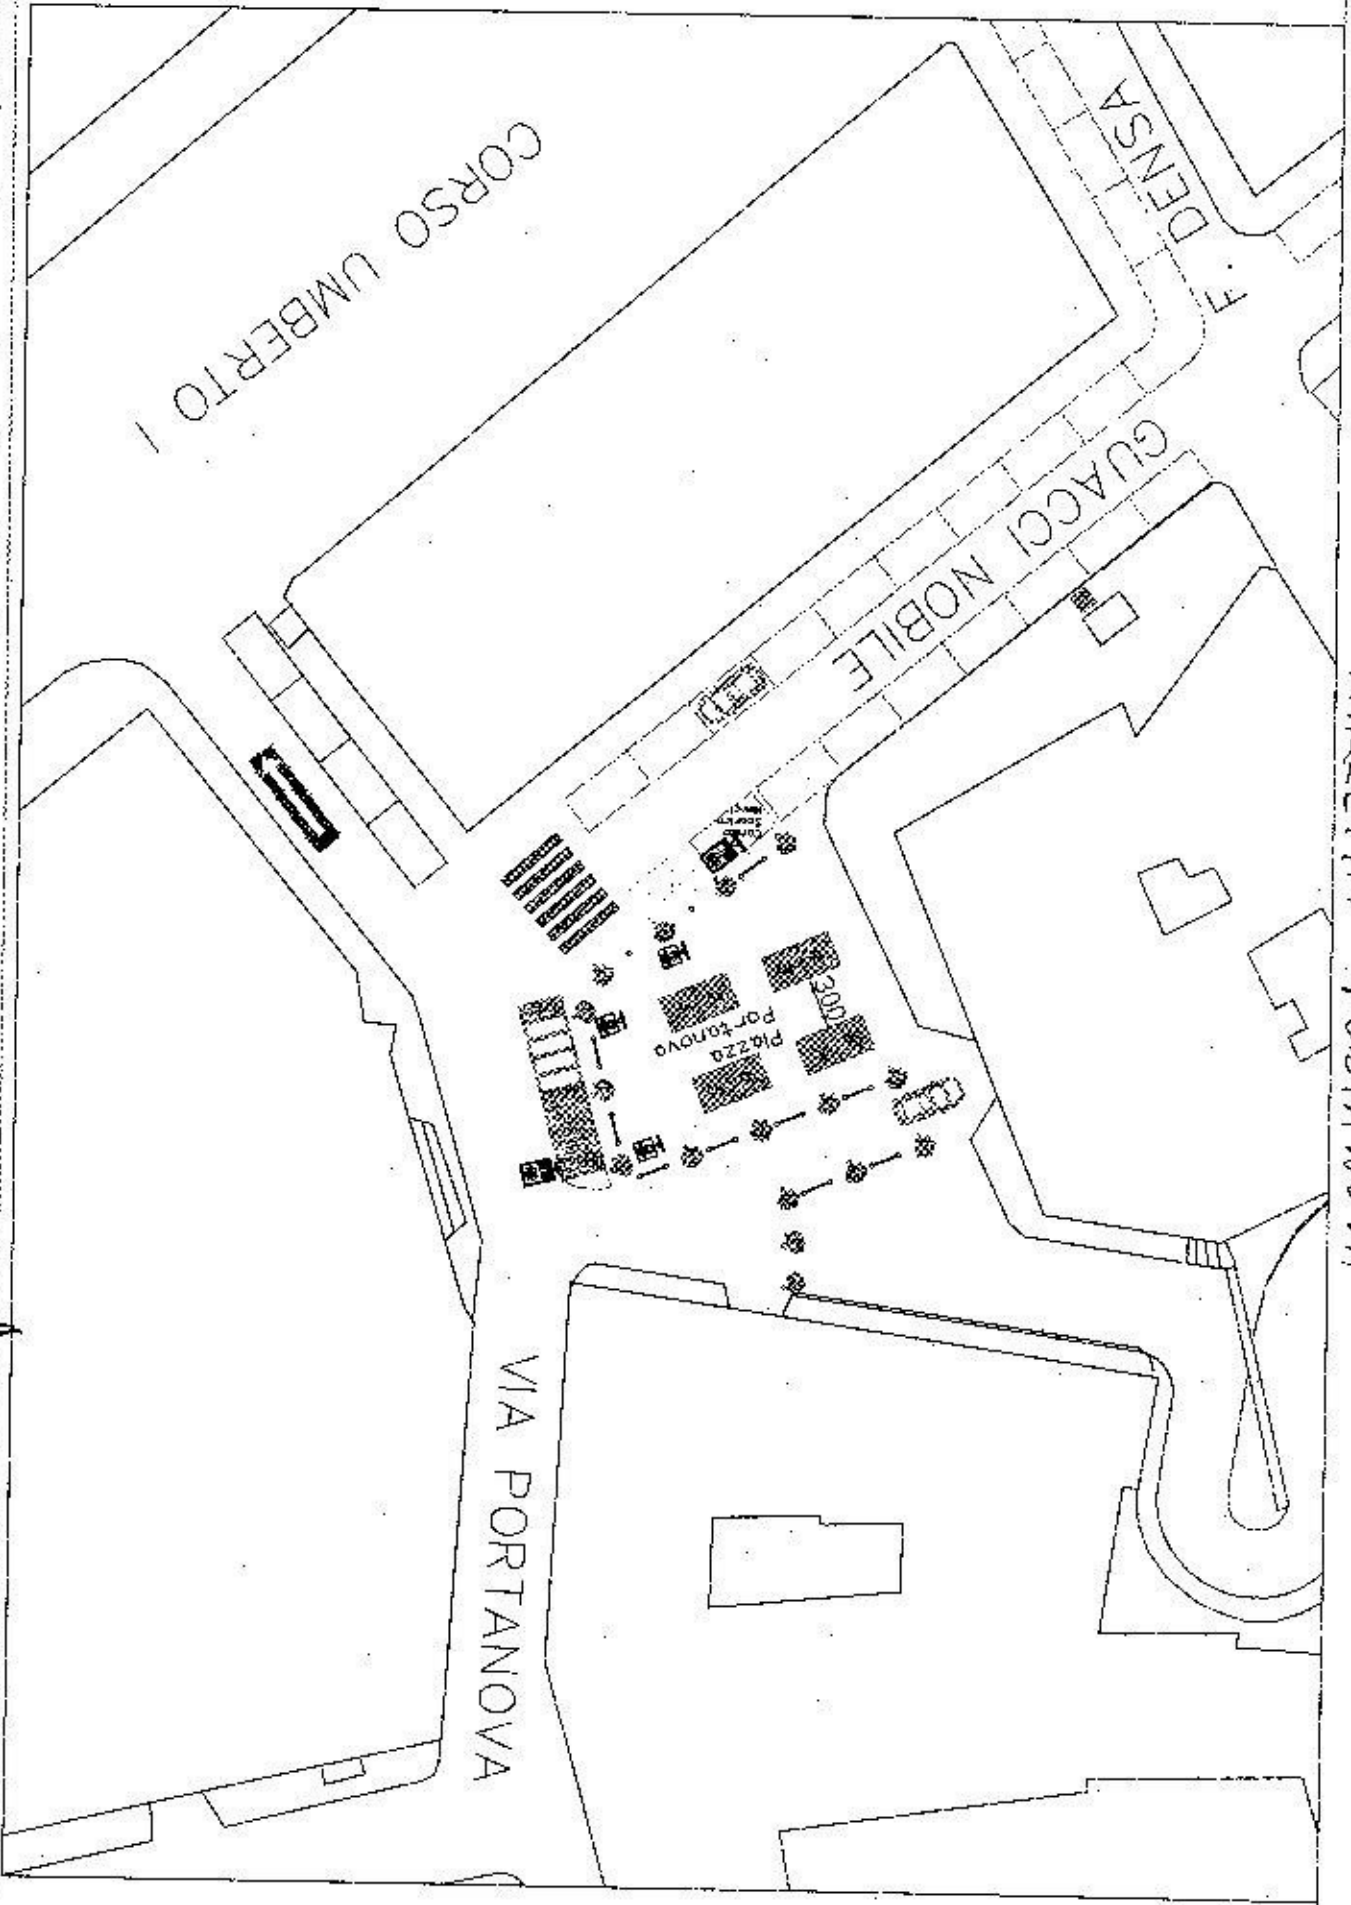 CORSO UMBERTO I
F. DENSA
GUACCI NOBILE
Piazza
Portanova
300
VIA PORTANOVA